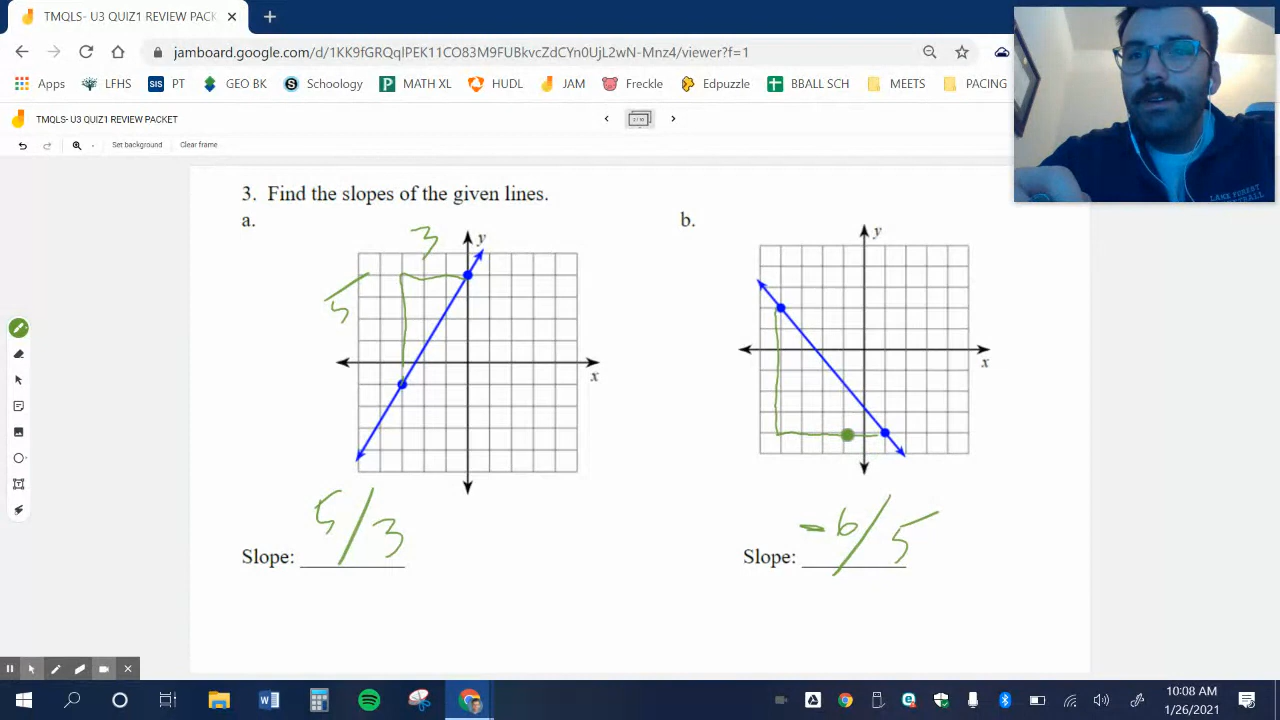 TMQLS- U3 QUIZ1 REVIEW PACK
jamboard.google.com/d/1KK9fGRQqlPEK11CO83M9FUBkvcZdCYn0UjL2wN-Mnz4/viewer?f=1
Apps LFHS SIS PT GEO BK S Schoology P MATH XL HUDL JAM Freckle Edpuzzle BBALL SCH MEETS PACING
TMQLS- U3 QUIZ1 REVIEW PACKET
Set background Clear frame
LAKE FOREST
3. Find the slopes of the given lines.
a. b.
3 y y
5
x x
5/3 -6/5
Slope: Slope:
10:08 AM
1/26/2021